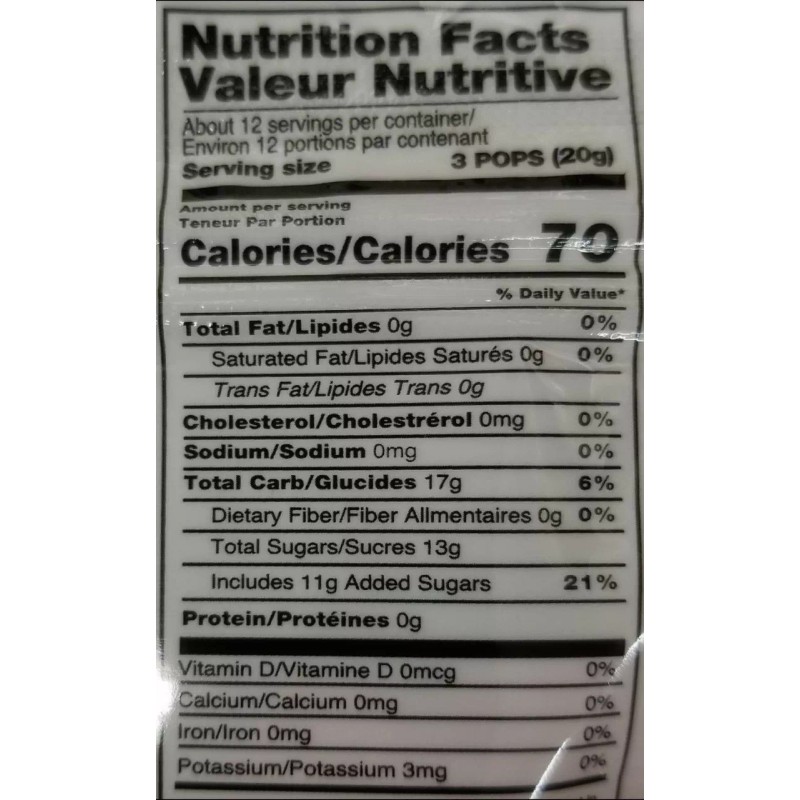 Nutrition Facts
Valeur Nutritive
About 12 servings per container/
Environ 12 portions par contenant
Serving size 3 POPS (20g)
Amount per serving
Teneur Par Portion
Calories/Calories 70
% Daily Value*
Total Fat/Lipides 0g 0%
Saturated Fat/Lipides Saturés 0g 0%
Trans Fat/Lipides Trans 0g
Cholesterol/Cholestrérol 0mg 0%
Sodium/Sodium 0mg 0%
Total Carb/Glucides 17g 6%
Dietary Fiber/Fiber Allmentaires 0g 0%
Total Sugars/Sucres 13g
Includes 11g Added Sugars 21%
Protein/Protéines 0g
Vitamin D/Vitamine D 0mcg 0%
Calcium/Calcium 0mg 0%
Iron/Iron 0mg 0%
Potassium/Potassium 3mg 0%